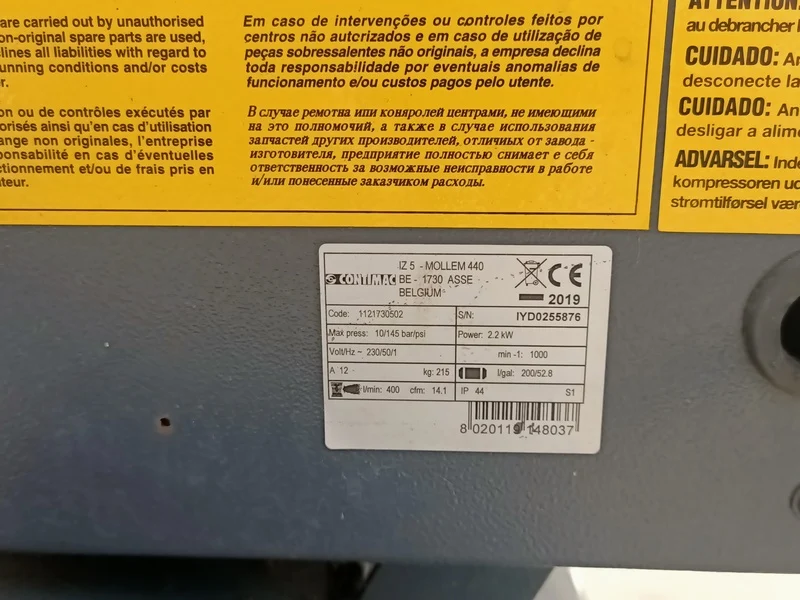 are carried out by unauthorised
on-original spare parts are used,
lines all liabilities with regard to
unning conditions and/or costs
r.
on ou de contrôles exécutés par
orisés ainsi qu'en cas d'utilisation
ange non originales, l'entreprise
ponsabilité en cas d'éventuelles
ctionnement et/ou de frais pris en
ateur.
Em caso de intervenções ou controles feitos por
centros não autcrizados e em caso de utilização de
peças sobressalentes não originais, a empresa declina
toda responsabilidade por eventuais anomalias de
funcionamento e/ou custos pagos pelo utente.
В случае ремотна ипи коняролей центрами, не имеющими
на это полномочий, а также в случае использования
запчастей других производителей, отличных от завода -
изготовителя, предприятие полностью снимает е себя
ответственность за возможные неисправности в работе
и/или понесенные заказчиком расходы.
ATTENTION:
au debrancher l
CUIDADO: An
desconecte la
CUIDADO: An
desligar a alime
ADVARSEL: Inde
kompressoren ud
strømtilførsel vær
CONTIMAC
IZ 5 - MOLLEM 440
BE - 1730 ASSE
BELGIUM
CE
2019
Code: 1121730502
S/N: IYD0255876
Max press: 10/145 bar/psi
Power: 2.2 kW
Volt/Hz ~ 230/50/1
min -1: 1000
A 12
kg: 215
l/gal: 200/52.8
l/min: 400 cfm: 14.1
IP 44
S1
8 020119 148037